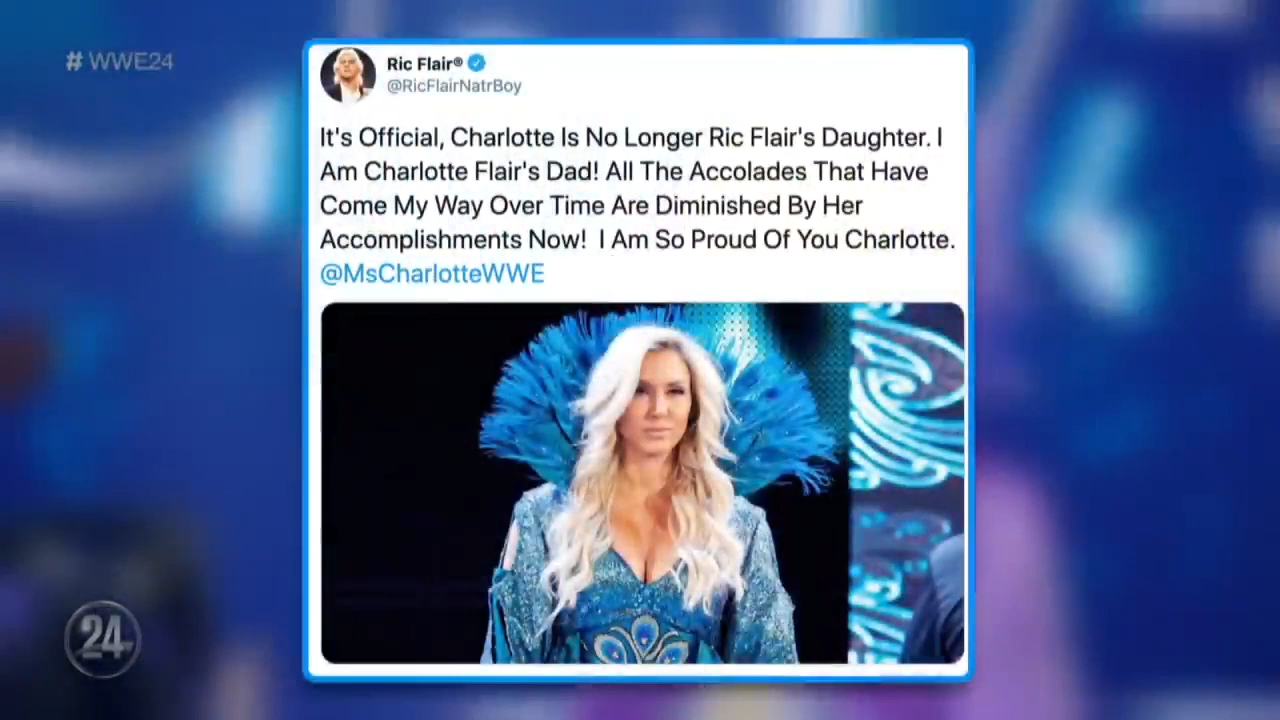 # WWE24
Ric Flair®
@RicFlairNatrBoy
It's Official, Charlotte Is No Longer Ric Flair's Daughter. I
Am Charlotte Flair's Dad! All The Accolades That Have
Come My Way Over Time Are Diminished By Her
Accomplishments Now!  I Am So Proud Of You Charlotte.
@MsCharlotteWWE
24